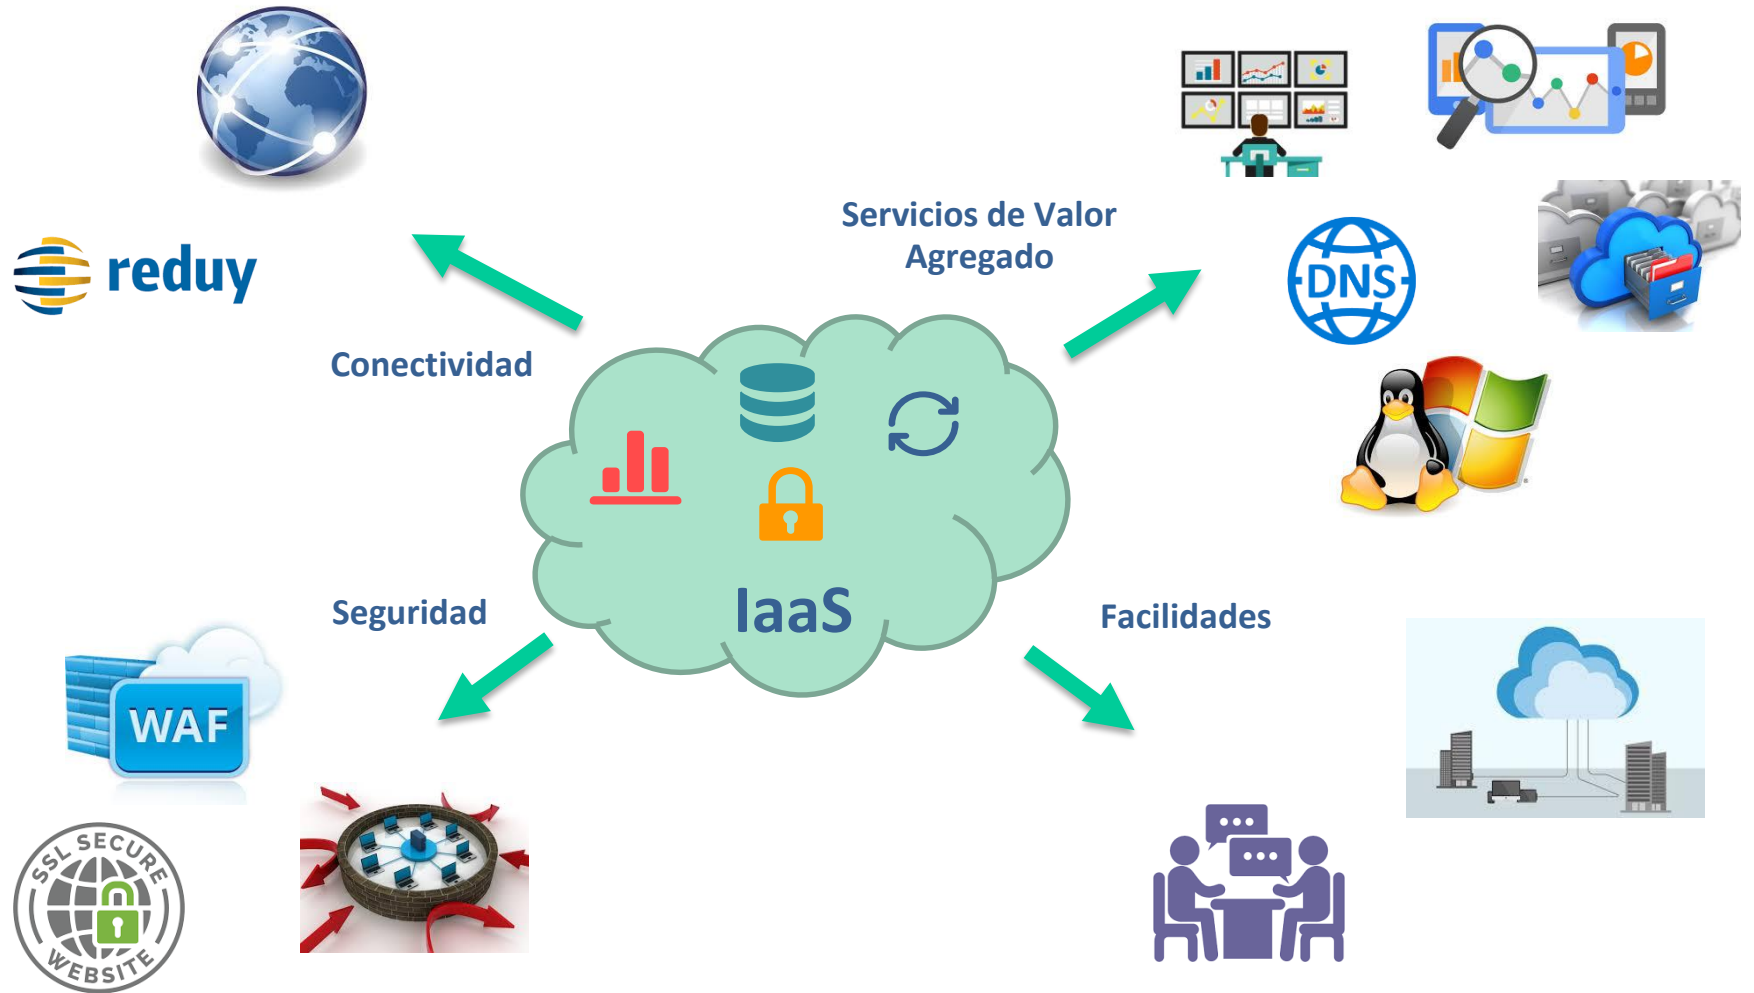 Servicios de Valor
Agregado
reduy
DNS
Conectividad
IaaS
Seguridad
Facilidades
WAF
SSL SECURE
WEBSITE